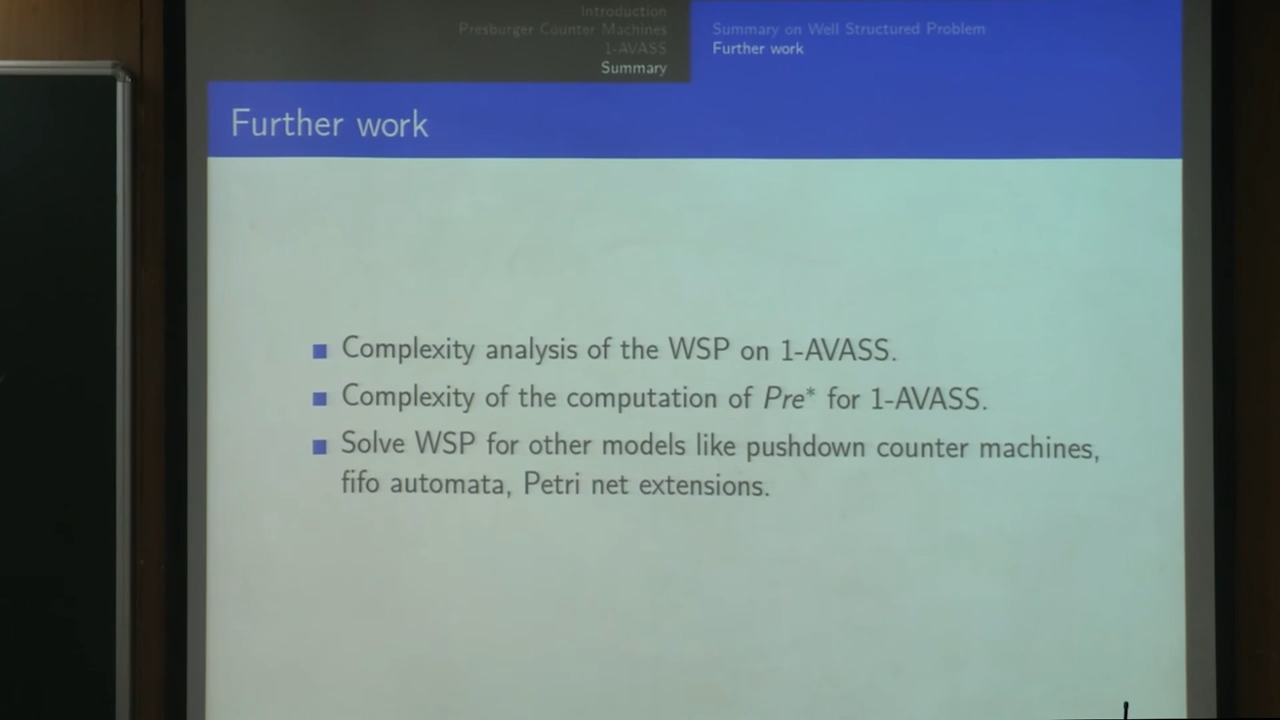 Introduction
Presburger Counter Machines
1-AVASS
Summary
Summary on Well Structured Problem
Further work
Further work
Complexity analysis of the WSP on 1-AVASS.
Complexity of the computation of Pre* for 1-AVASS.
Solve WSP for other models like pushdown counter machines,
fifo automata, Petri net extensions.